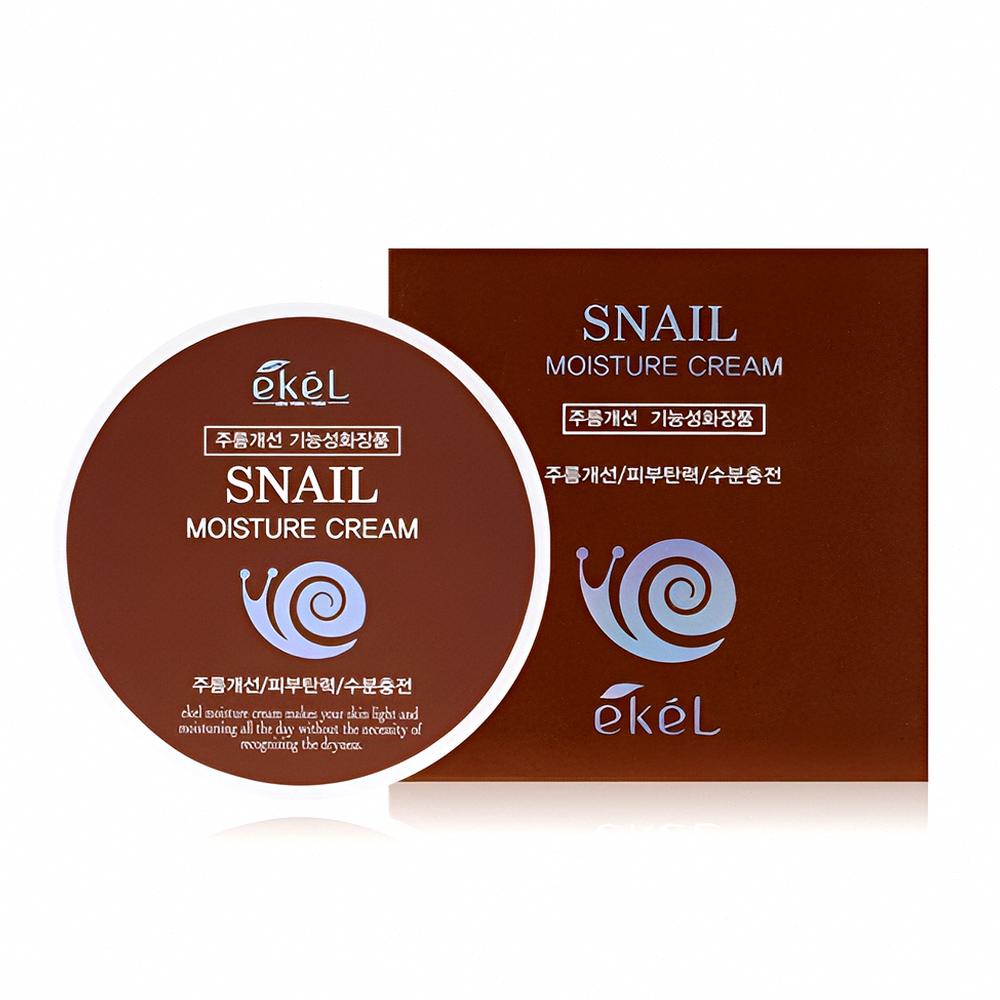 ekéL
주름개선 기능성화장품
SNAIL
MOISTURE CREAM
주름개선/피부탄력/수분충전
ekel moisture cream makes your skin light and
moisturing all the day without the necessity of
recognizing the dryness.
SNAIL
MOISTURE CREAM
주름개선 기능성화장품
주름개선/피부탄력/수분충전
ekéL